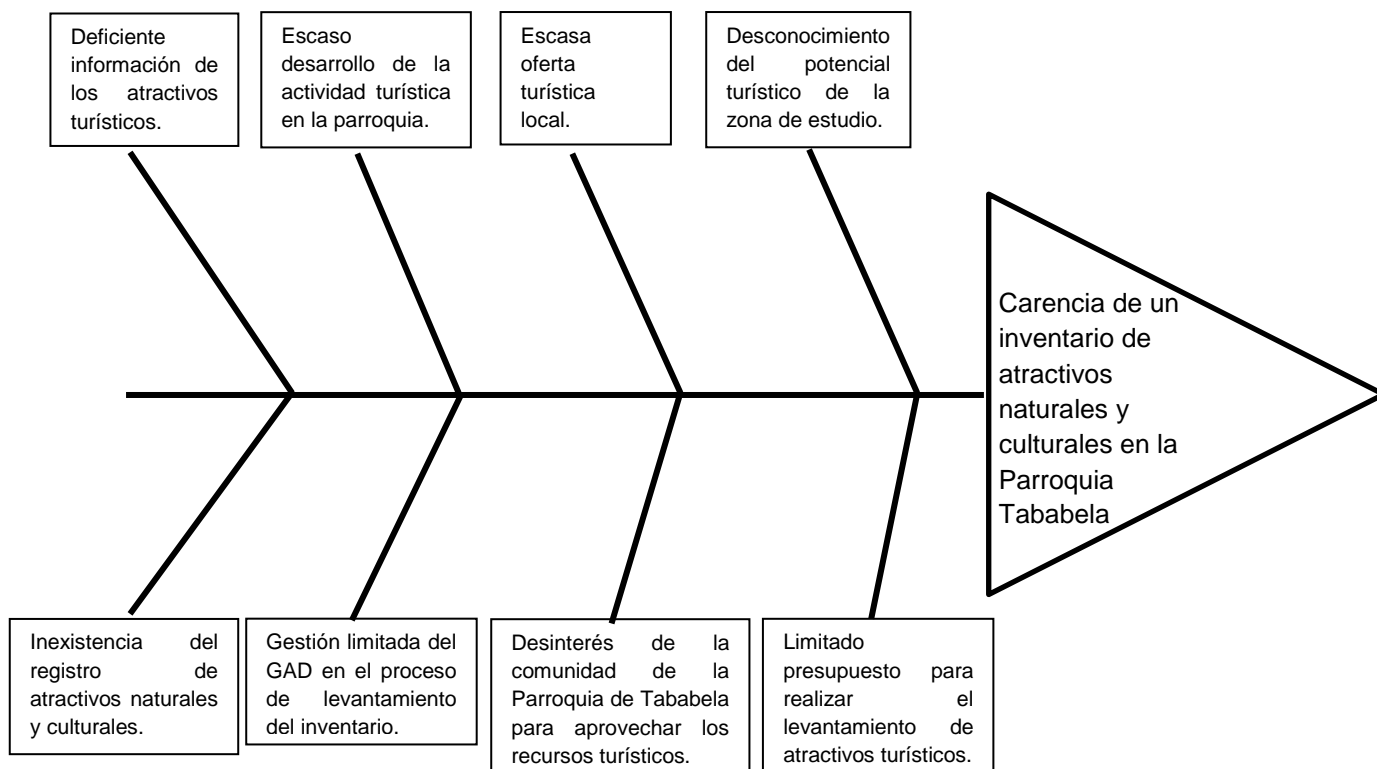 Deficiente
información de
los atractivos
turísticos.
Escaso
desarrollo de la
actividad turística
en la parroquia.
Escasa
oferta
turística
local.
Desconocimiento
del potencial
turístico de la
zona de estudio.
Carencia de un
inventario de
atractivos
naturales y
culturales en la
Parroquia
Tababela
Inexistencia del
registro de
atractivos naturales
y culturales.
Gestión limitada del
GAD en el proceso
de levantamiento
del inventario.
Desinterés de la
comunidad de la
Parroquia de Tababela
para aprovechar los
recursos turísticos.
Limitado
presupuesto para
realizar el
levantamiento de
atractivos turísticos.